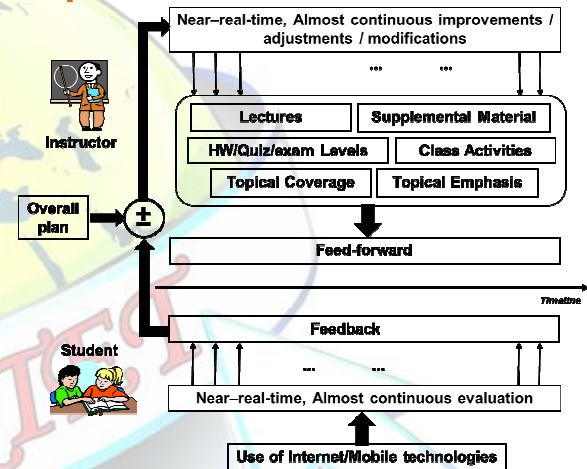 Near–real-time, Almost continuous improvements /
adjustments / modifications
... ...
Instructor
Lectures
Supplemental Material
HW/Quiz/exam Levels
Class Activities
Topical Coverage
Topical Emphasis
Overall
plan
±
Feed-forward
Timeline
Feedback
Student
... ...
Near–real-time, Almost continuous evaluation
Use of Internet/Mobile technologies